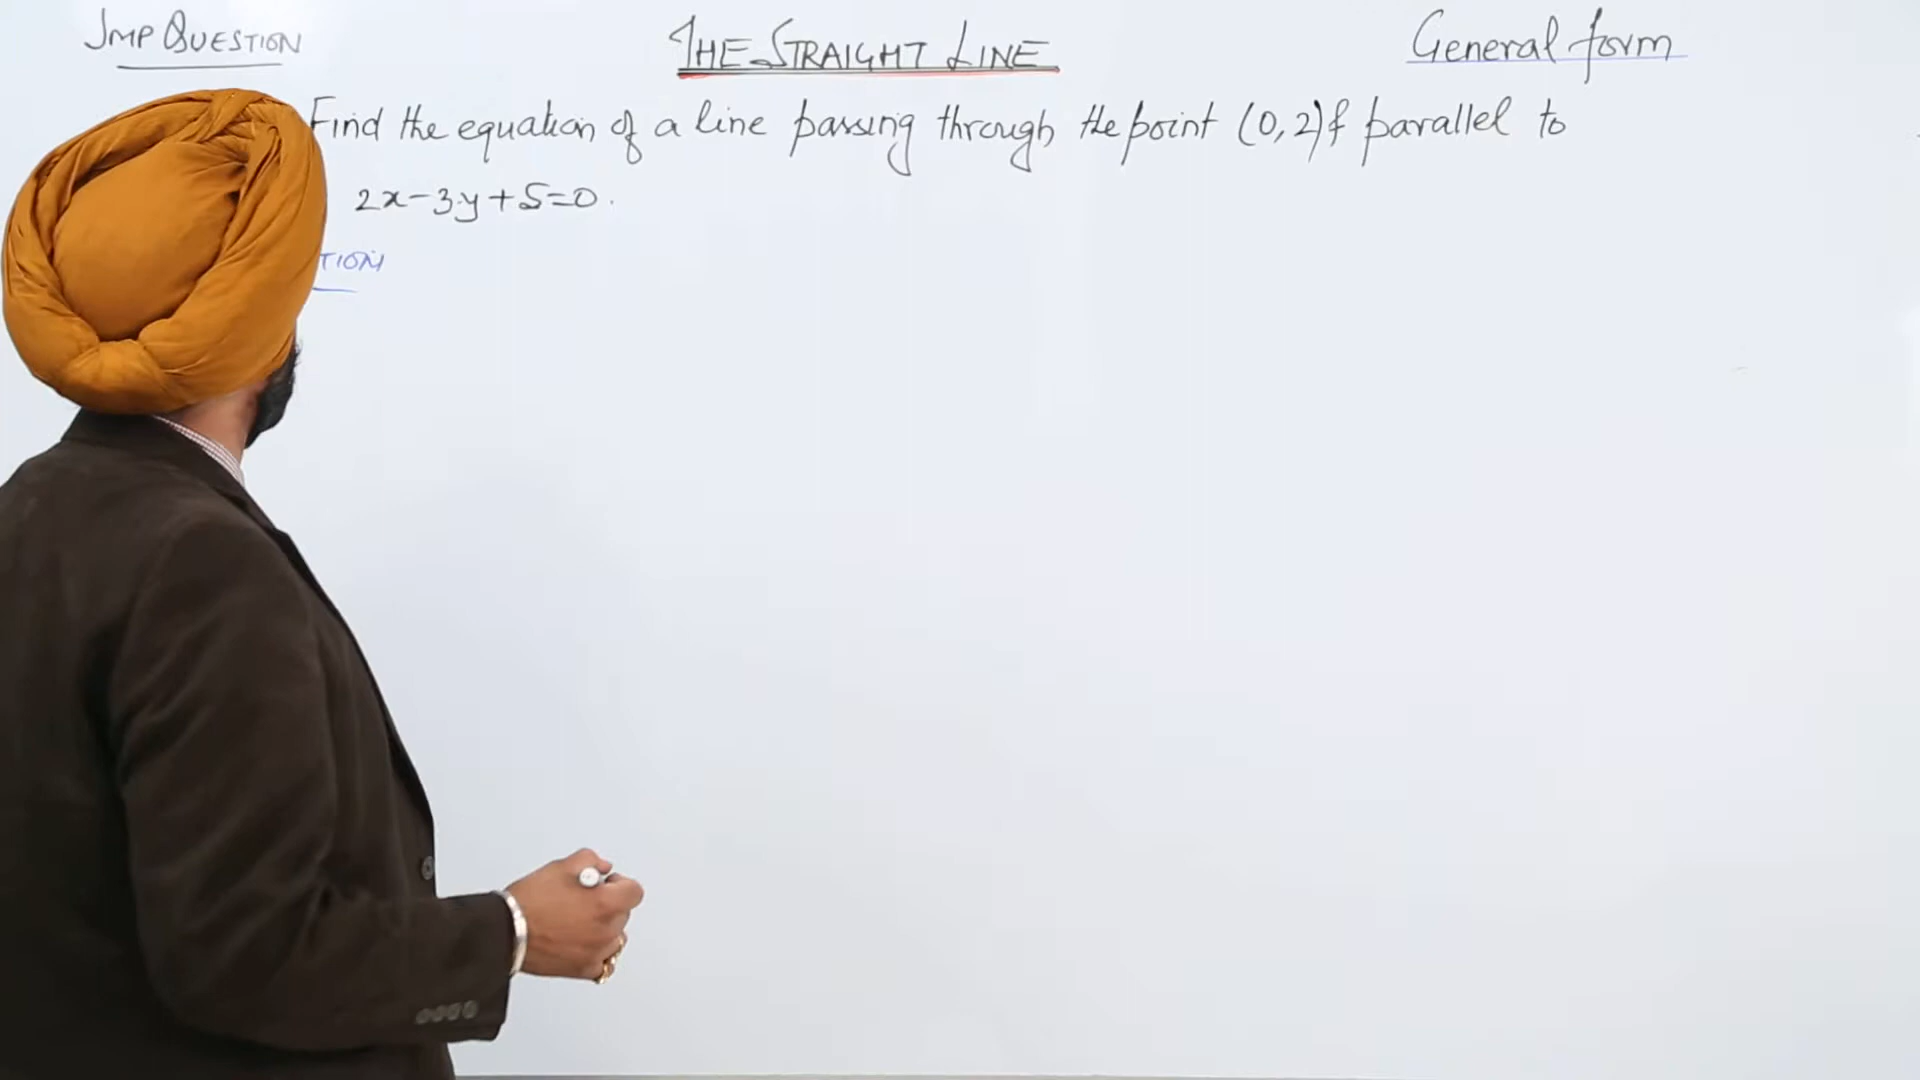 IMP QUESTION
THE STRAIGHT LINE
General form
Find the equation of a line passing through the point (0,2) & parallel to
2x-3y+5=0.
TION